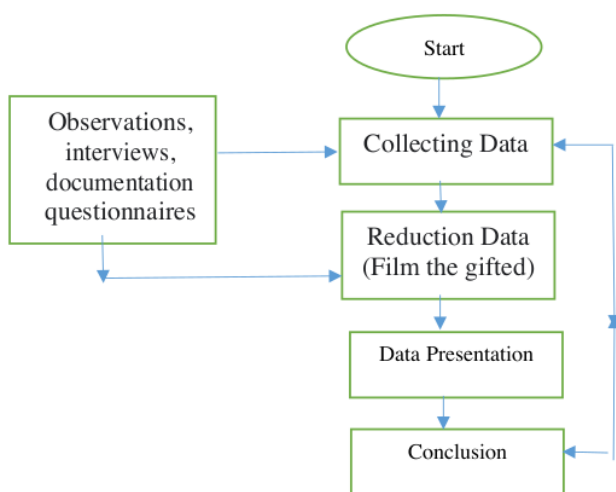 Start
Observations,
interviews,
documentation
questionnaires
Collecting Data
Reduction Data
(Film the gifted)
Data Presentation
Conclusion